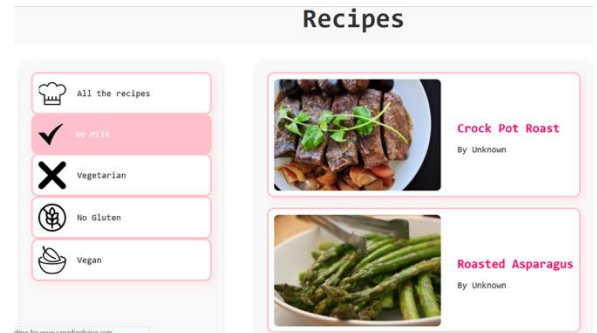 Recipes
All the recipes
No Milk
Vegetarian
No Gluten
Vegan
Crock Pot Roast
By Unknown
Roasted Asparagus
By Unknown